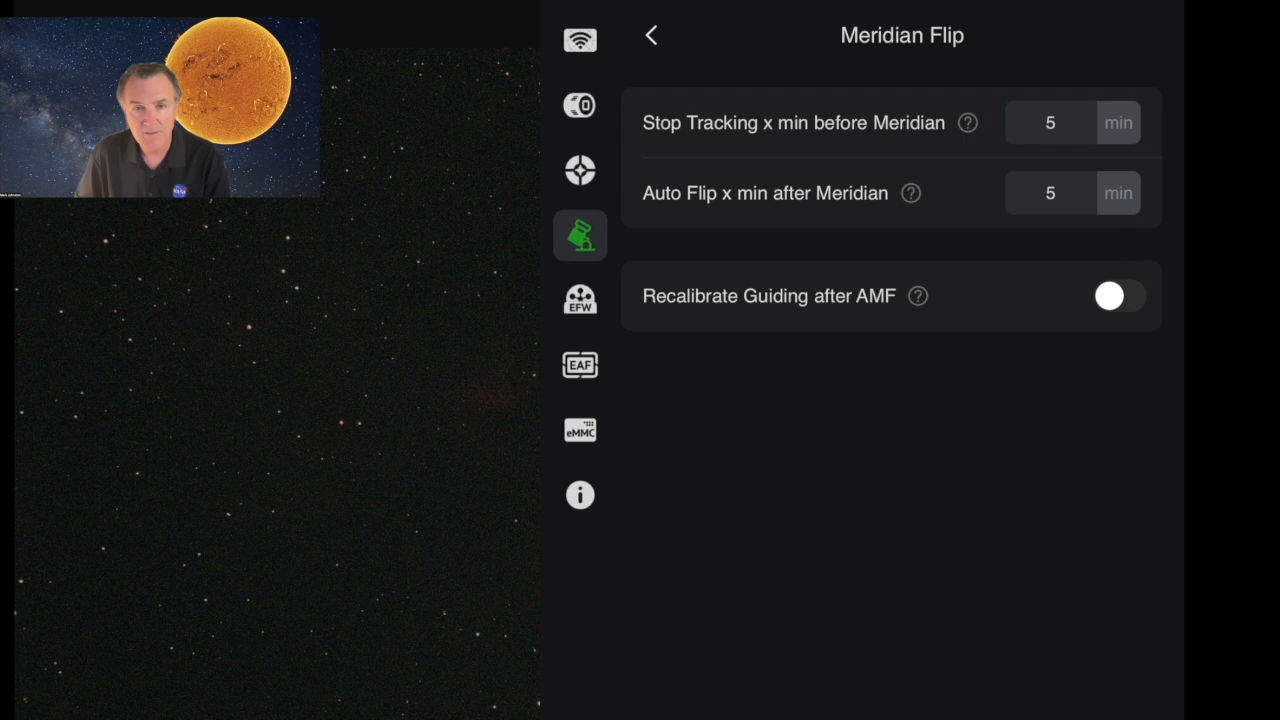 Meridian Flip
Stop Tracking x min before Meridian ? 5 min
Auto Flip x min after Meridian ? 5 min
Recalibrate Guiding after AMF ?
EFW
EAF
eMMC
i
NASA